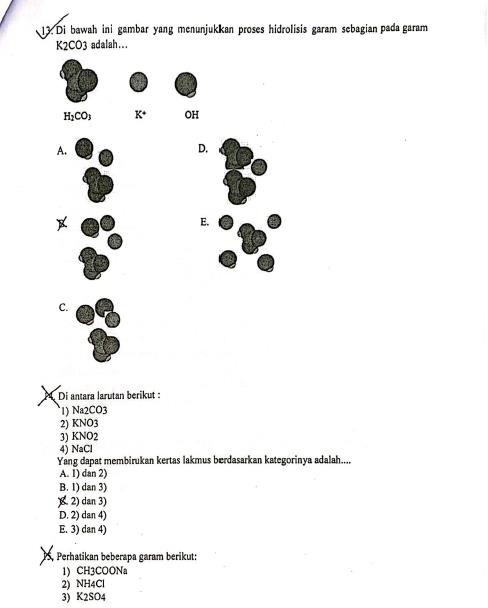 13. Di bawah ini gambar yang menunjukkan proses hidrolisis garam sebagian pada garam
K2CO3 adalah...
H₂CO₃ K⁺ OH
A. D.
B. E.
C.
14. Di antara larutan berikut :
1) Na2CO3
2) KNO3
3) KNO2
4) NaCl
Yang dapat membirukan kertas lakmus berdasarkan kategorinya adalah....
A. 1) dan 2)
B. 1) dan 3)
C. 2) dan 3)
D. 2) dan 4)
E. 3) dan 4)
15. Perhatikan beberapa garam berikut:
1) CH3COONa
2) NH4Cl
3) K2SO4